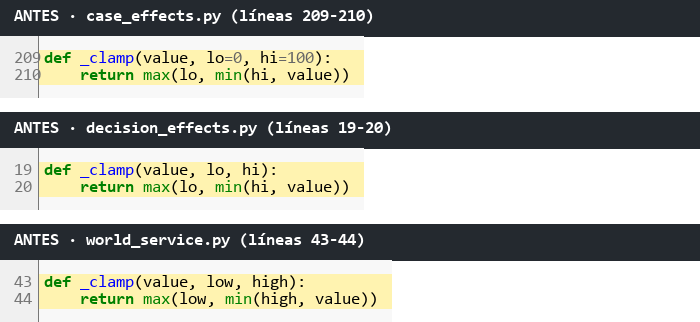 ANTES · case_effects.py (líneas 209-210)
209 def _clamp(value, lo=0, hi=100):
210     return max(lo, min(hi, value))
ANTES · decision_effects.py (líneas 19-20)
19 def _clamp(value, lo, hi):
20     return max(lo, min(hi, value))
ANTES · world_service.py (líneas 43-44)
43 def _clamp(value, low, high):
44     return max(low, min(high, value))